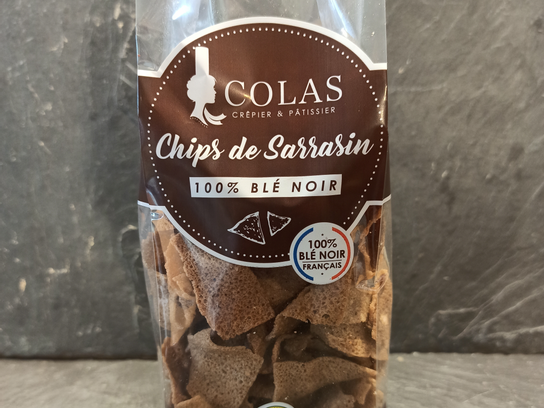 COLAS
CRÊPIER & PÂTISSIER
Chips de Sarrasin
100% BLÉ NOIR
100%
BLÉ NOIR
FRANÇAIS